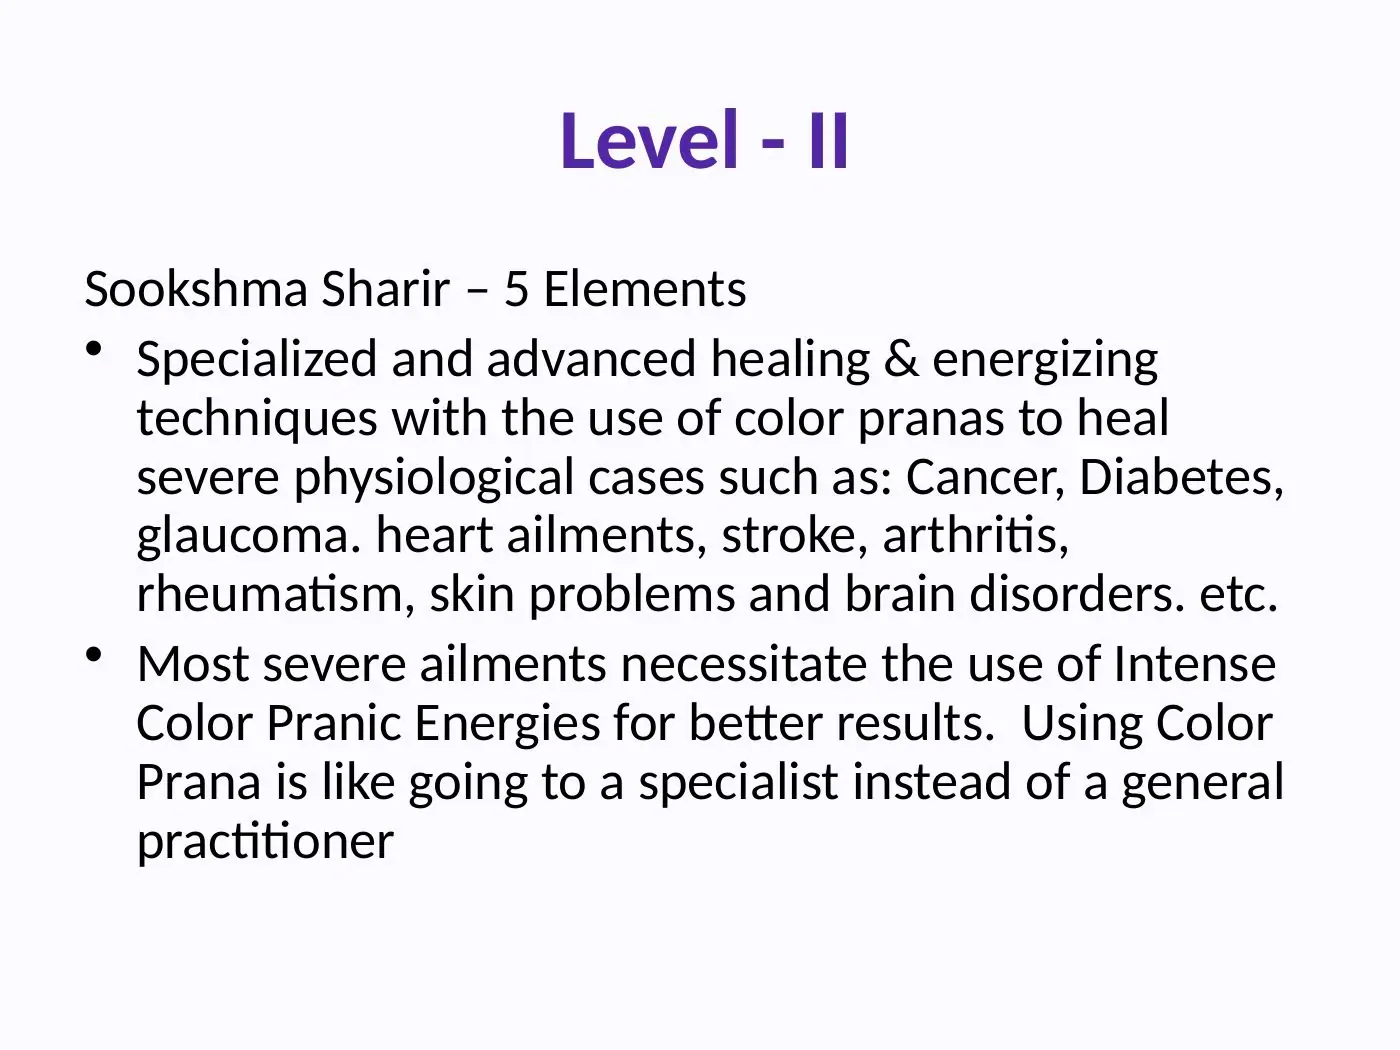 Level - II
Sookshma Sharir – 5 Elements
• Specialized and advanced healing & energizing
techniques with the use of color pranas to heal
severe physiological cases such as: Cancer, Diabetes,
glaucoma. heart ailments, stroke, arthritis,
rheumatism, skin problems and brain disorders. etc.
• Most severe ailments necessitate the use of Intense
Color Pranic Energies for better results.  Using Color
Prana is like going to a specialist instead of a general
practitioner